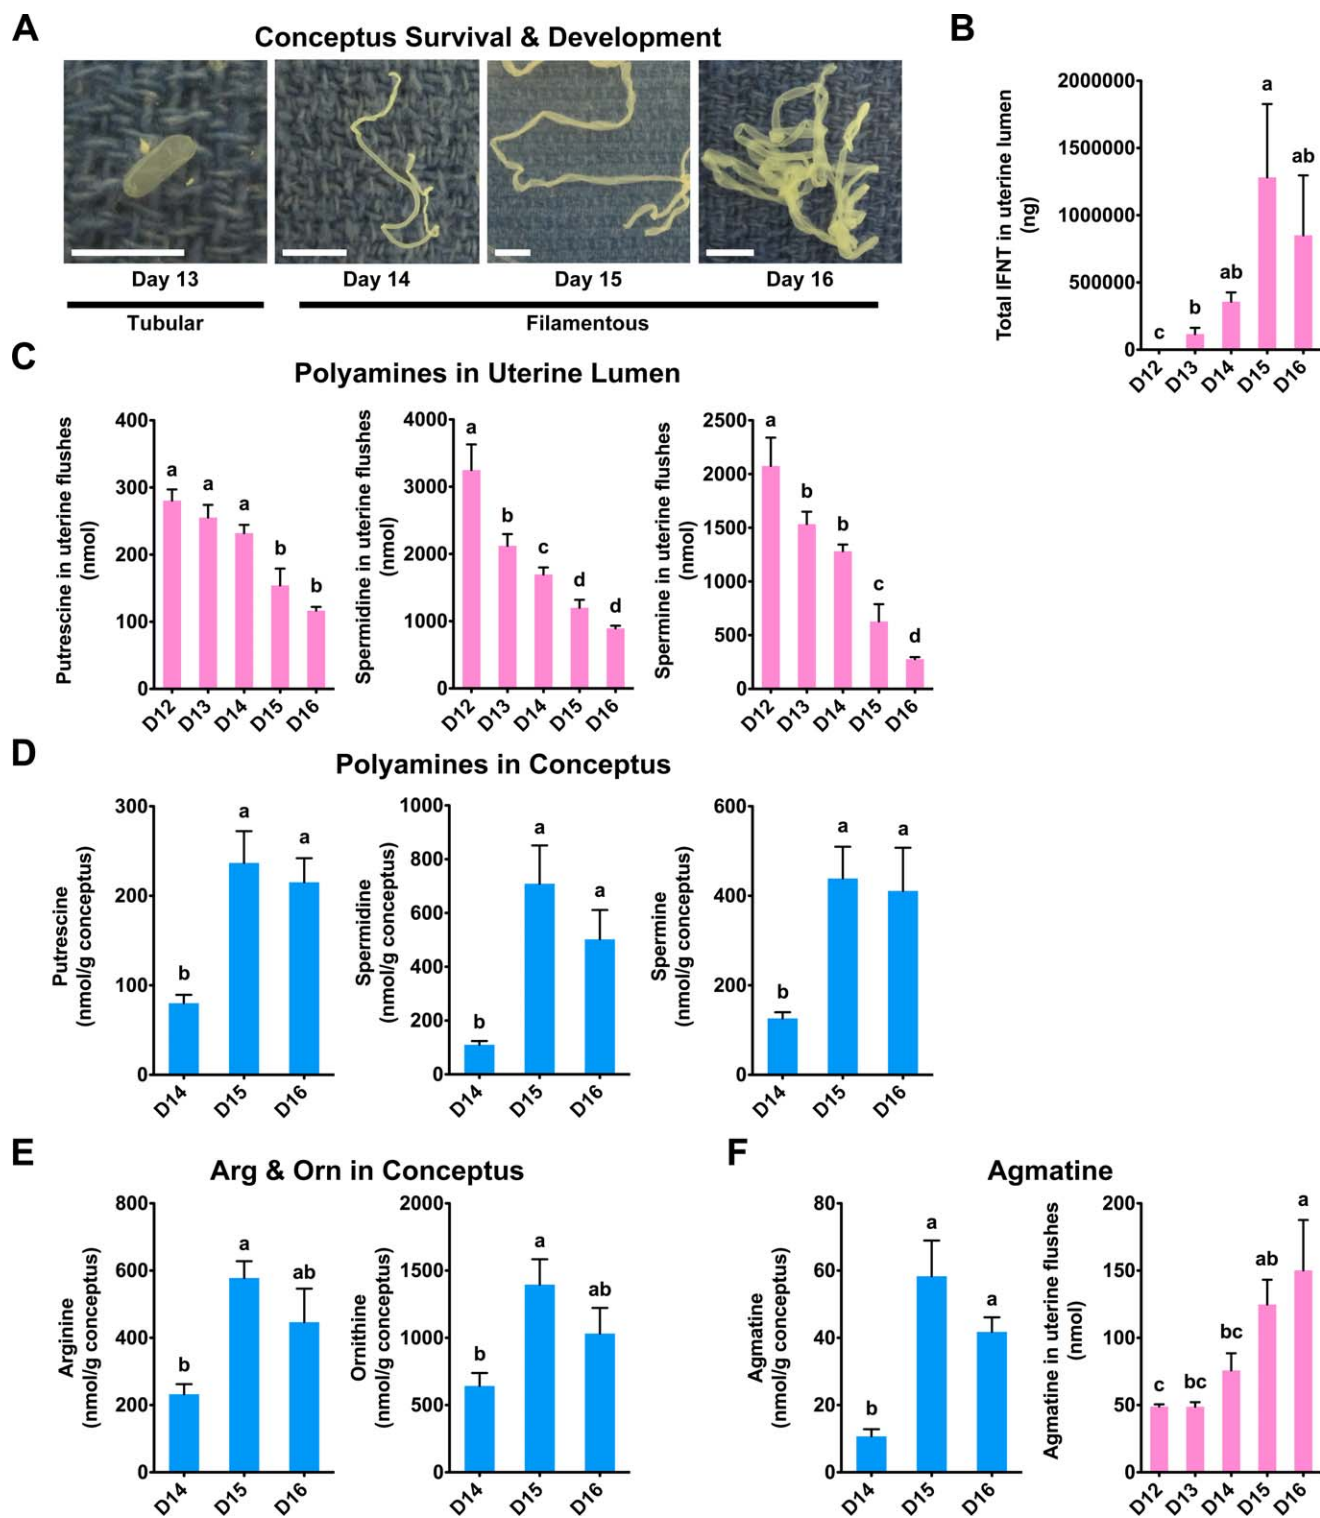 A
Conceptus Survival & Development
Day 13
Day 14
Day 15
Day 16
Tubular
Filamentous
B
Total IFNT in uterine lumen
(ng)
2000000
1500000
1000000
500000
0
c
b
ab
a
ab
D12
D13
D14
D15
D16
C
Polyamines in Uterine Lumen
Putrescine in uterine flushes
(nmol)
400
300
200
100
0
a
a
a
b
b
D12
D13
D14
D15
D16
Spermidine in uterine flushes
(nmol)
4000
3000
2000
1000
0
a
b
c
d
d
D12
D13
D14
D15
D16
Spermine in uterine flushes
(nmol)
2500
2000
1500
1000
500
0
a
b
b
c
d
D12
D13
D14
D15
D16
D
Polyamines in Conceptus
Putrescine
(nmol/g conceptus)
300
200
100
0
b
a
a
D14
D15
D16
Spermidine
(nmol/g conceptus)
1000
800
600
400
200
0
b
a
a
D14
D15
D16
Spermine
(nmol/g conceptus)
600
400
200
0
b
a
a
D14
D15
D16
E
Arg & Orn in Conceptus
Arginine
(nmol/g conceptus)
800
600
400
200
0
b
a
ab
D14
D15
D16
Ornithine
(nmol/g conceptus)
2000
1500
1000
500
0
b
a
ab
D14
D15
D16
F
Agmatine
Agmatine
(nmol/g conceptus)
80
60
40
20
0
b
a
a
D14
D15
D16
Agmatine in uterine flushes
(nmol)
200
150
100
50
0
c
bc
bc
ab
a
D12
D13
D14
D15
D16